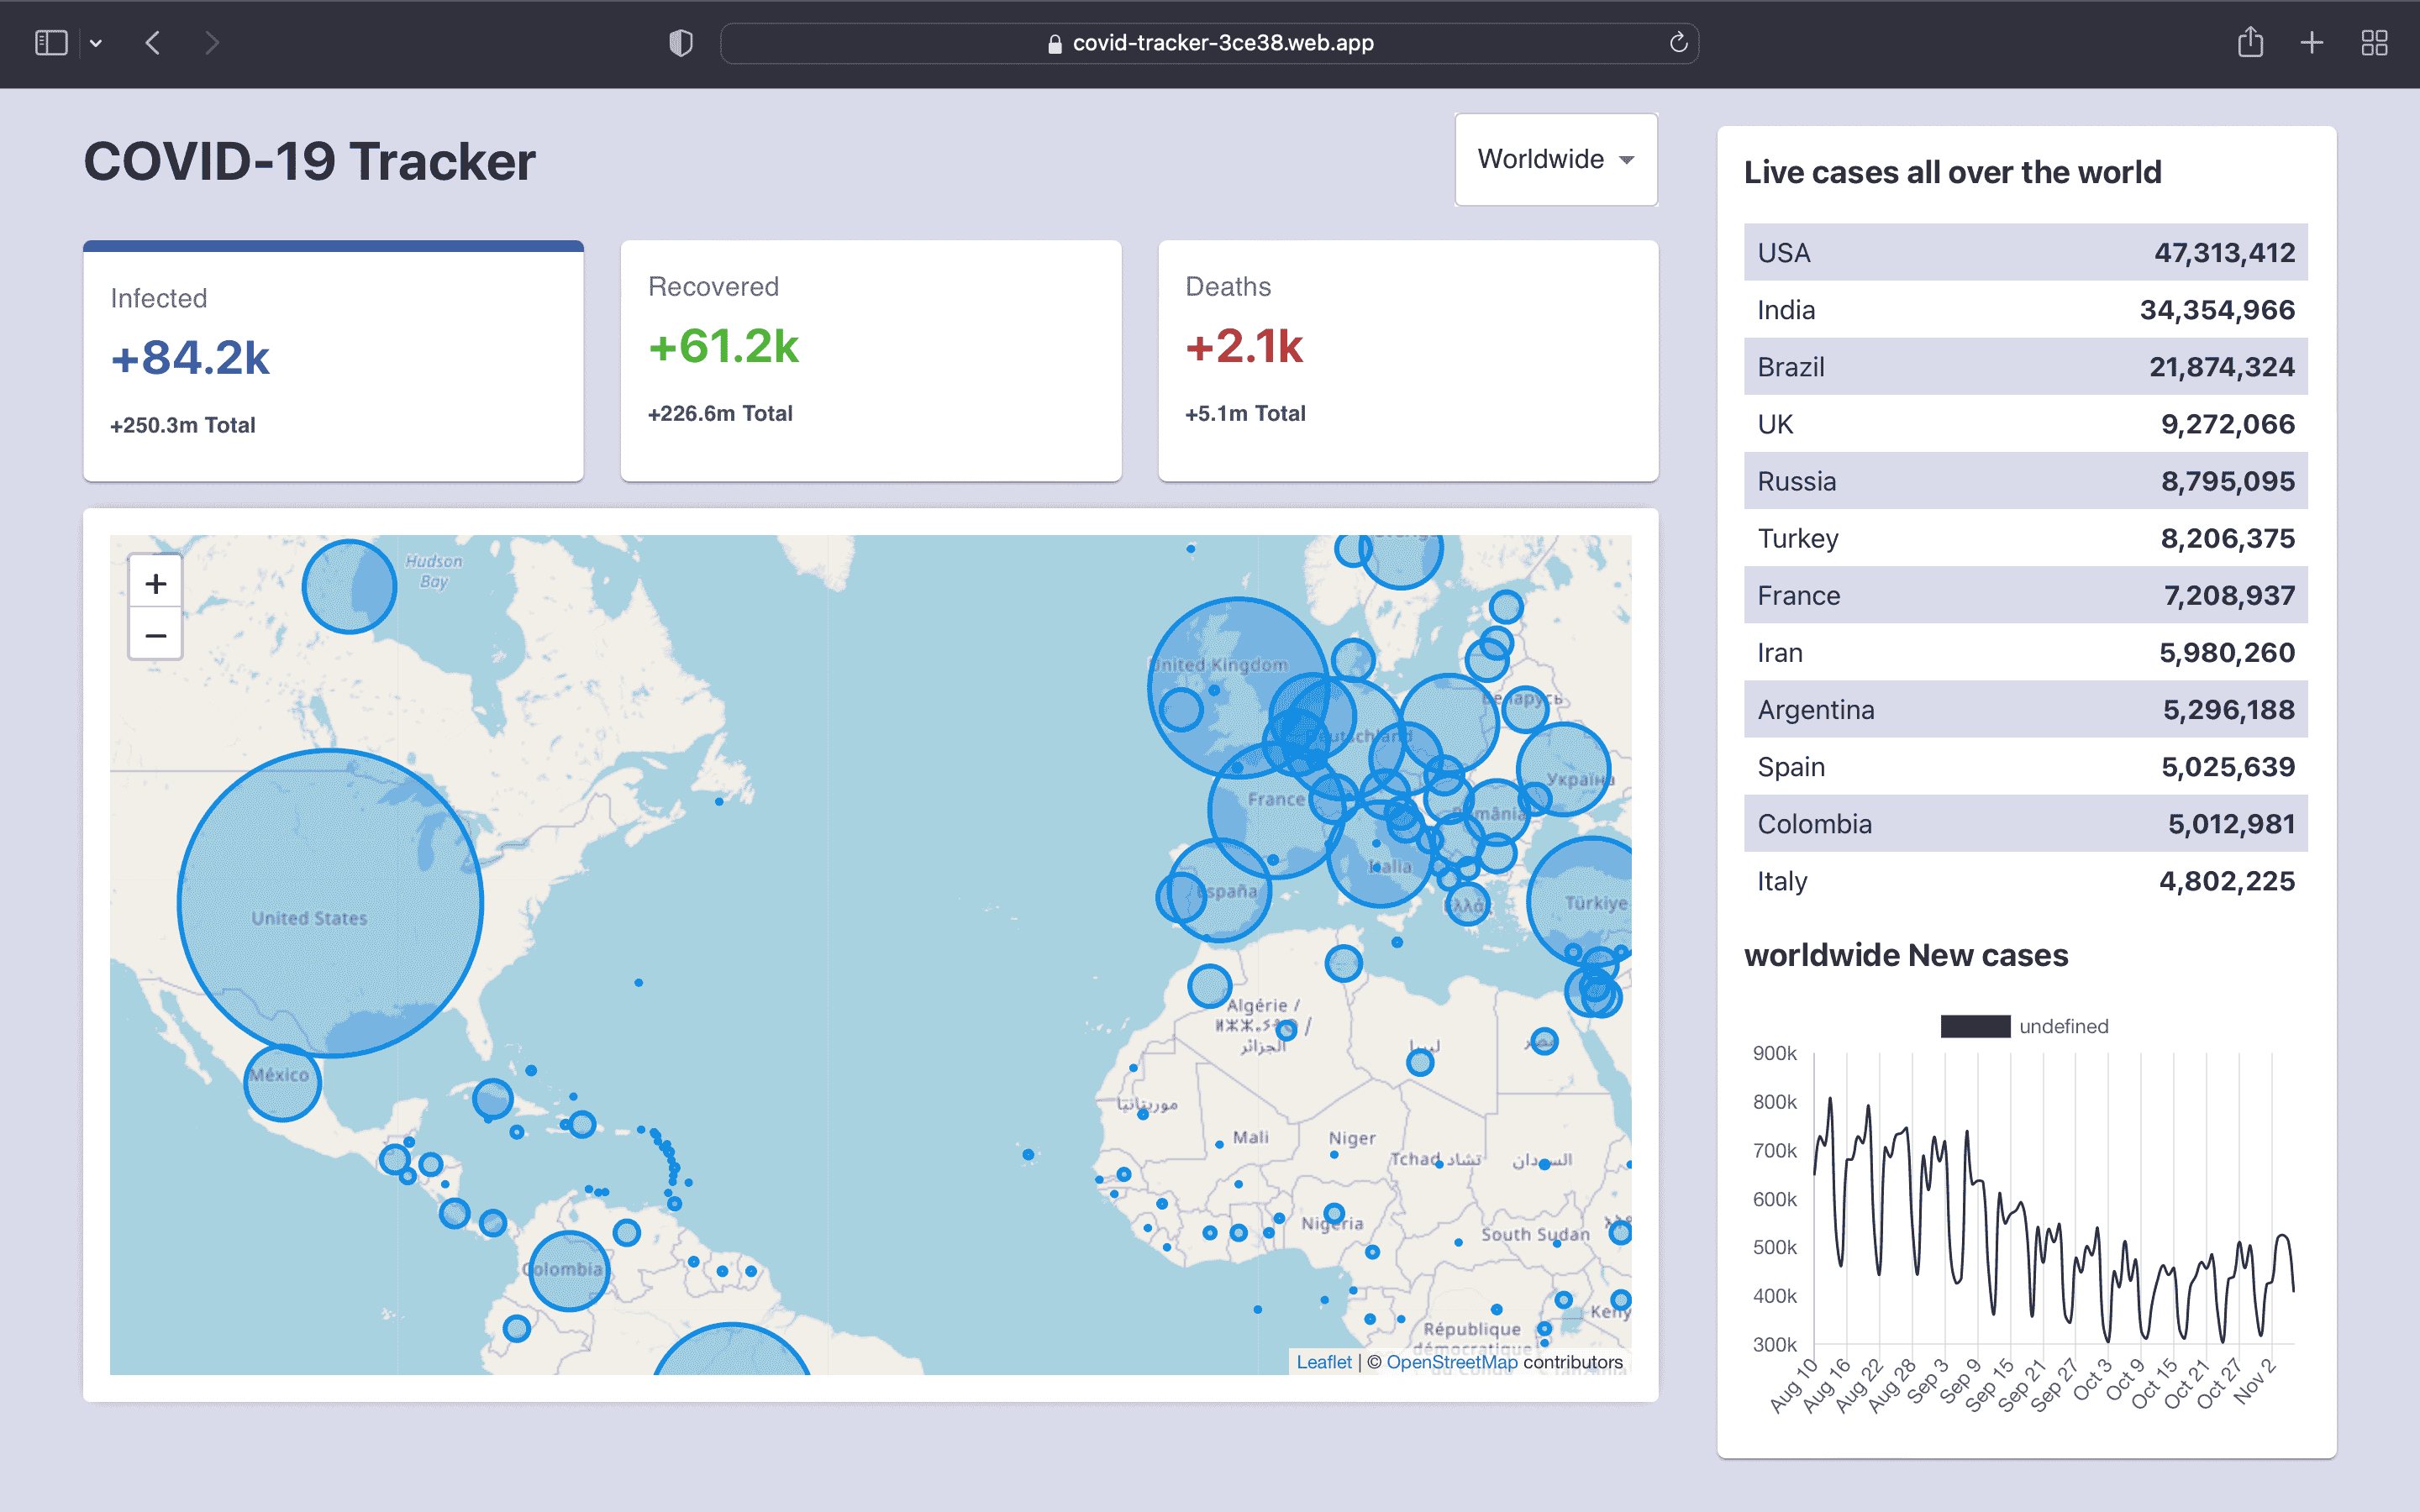 covid-tracker-3ce38.web.app
COVID-19 Tracker
Worldwide
Infected
+84.2k
+250.3m Total
Recovered
+61.2k
+226.6m Total
Deaths
+2.1k
+5.1m Total
+
−
Hudson
Bay
United Kingdom
Беларусь
Deutschland
Україна
France
România
Italia
España
Ελλάς
Türkiye
United States
México
Algérie /
الجزائر
ليبيا
مصر
موريتانيا
Mali
Niger
Tchad تشاد
السودان
Nigeria
South Sudan
Colombia
République
démocratique
Leaflet | © OpenStreetMap contributors
Live cases all over the world
USA 47,313,412
India 34,354,966
Brazil 21,874,324
UK 9,272,066
Russia 8,795,095
Turkey 8,206,375
France 7,208,937
Iran 5,980,260
Argentina 5,296,188
Spain 5,025,639
Colombia 5,012,981
Italy 4,802,225
worldwide New cases
undefined
900k
800k
700k
600k
500k
400k
300k
Aug 10 Aug 16 Aug 22 Aug 28 Sep 3 Sep 9 Sep 15 Sep 21 Sep 27 Oct 3 Oct 9 Oct 15 Oct 21 Oct 27 Nov 2